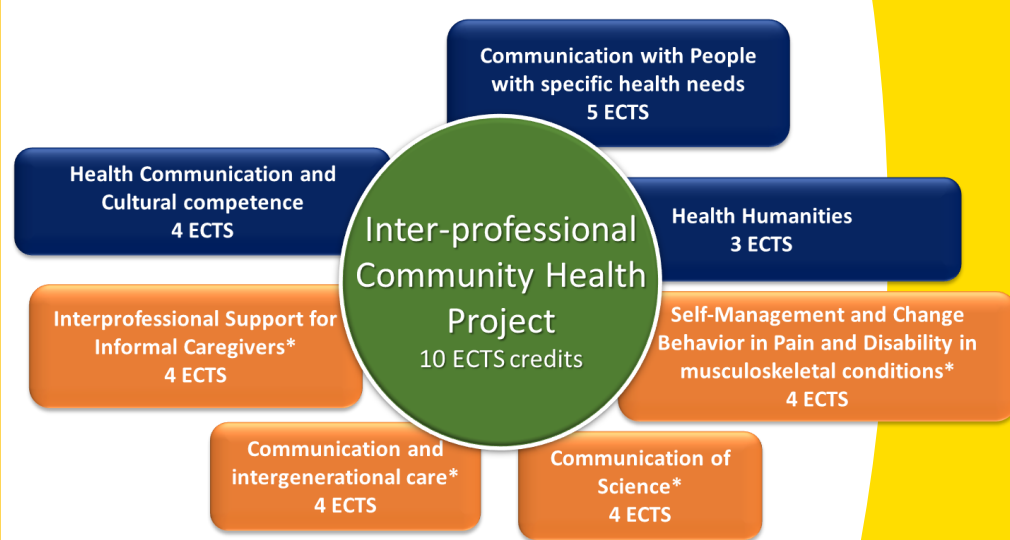 Communication with People
with specific health needs
5 ECTS
Health Communication and
Cultural competence
4 ECTS
Health Humanities
3 ECTS
Inter-professional
Community Health
Project
10 ECTS credits
Interprofessional Support for
Informal Caregivers*
4 ECTS
Self-Management and Change
Behavior in Pain and Disability in
musculoskeletal conditions*
4 ECTS
Communication and
intergenerational care*
4 ECTS
Communication of
Science*
4 ECTS